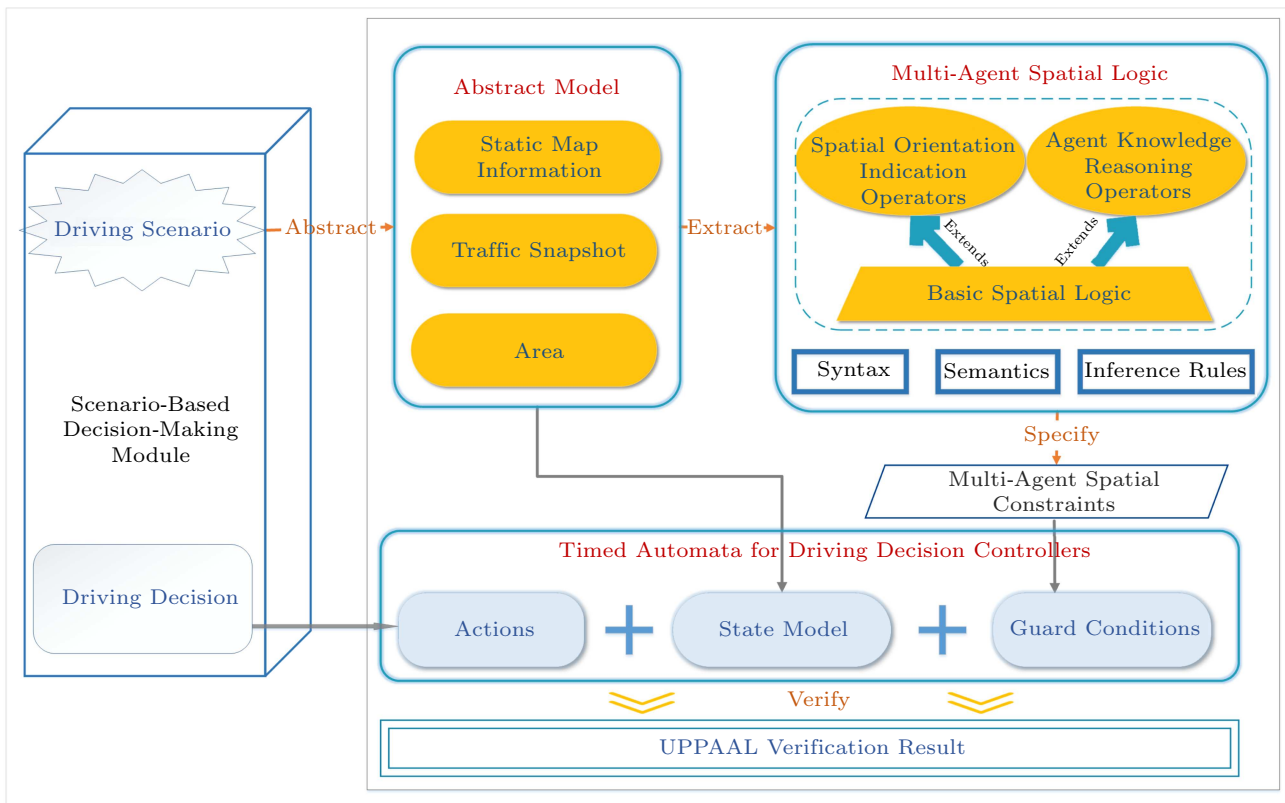 Driving Scenario
Scenario-Based
Decision-Making
Module
Driving Decision
Abstract
Abstract Model
Static Map
Information
Traffic Snapshot
Area
Extract
Multi-Agent Spatial Logic
Spatial Orientation
Indication
Operators
Agent Knowledge
Reasoning
Operators
Extends
Extends
Basic Spatial Logic
Syntax
Semantics
Inference Rules
Specify
Multi-Agent Spatial
Constraints
Timed Automata for Driving Decision Controllers
Actions
State Model
Guard Conditions
Verify
UPPAAL Verification Result